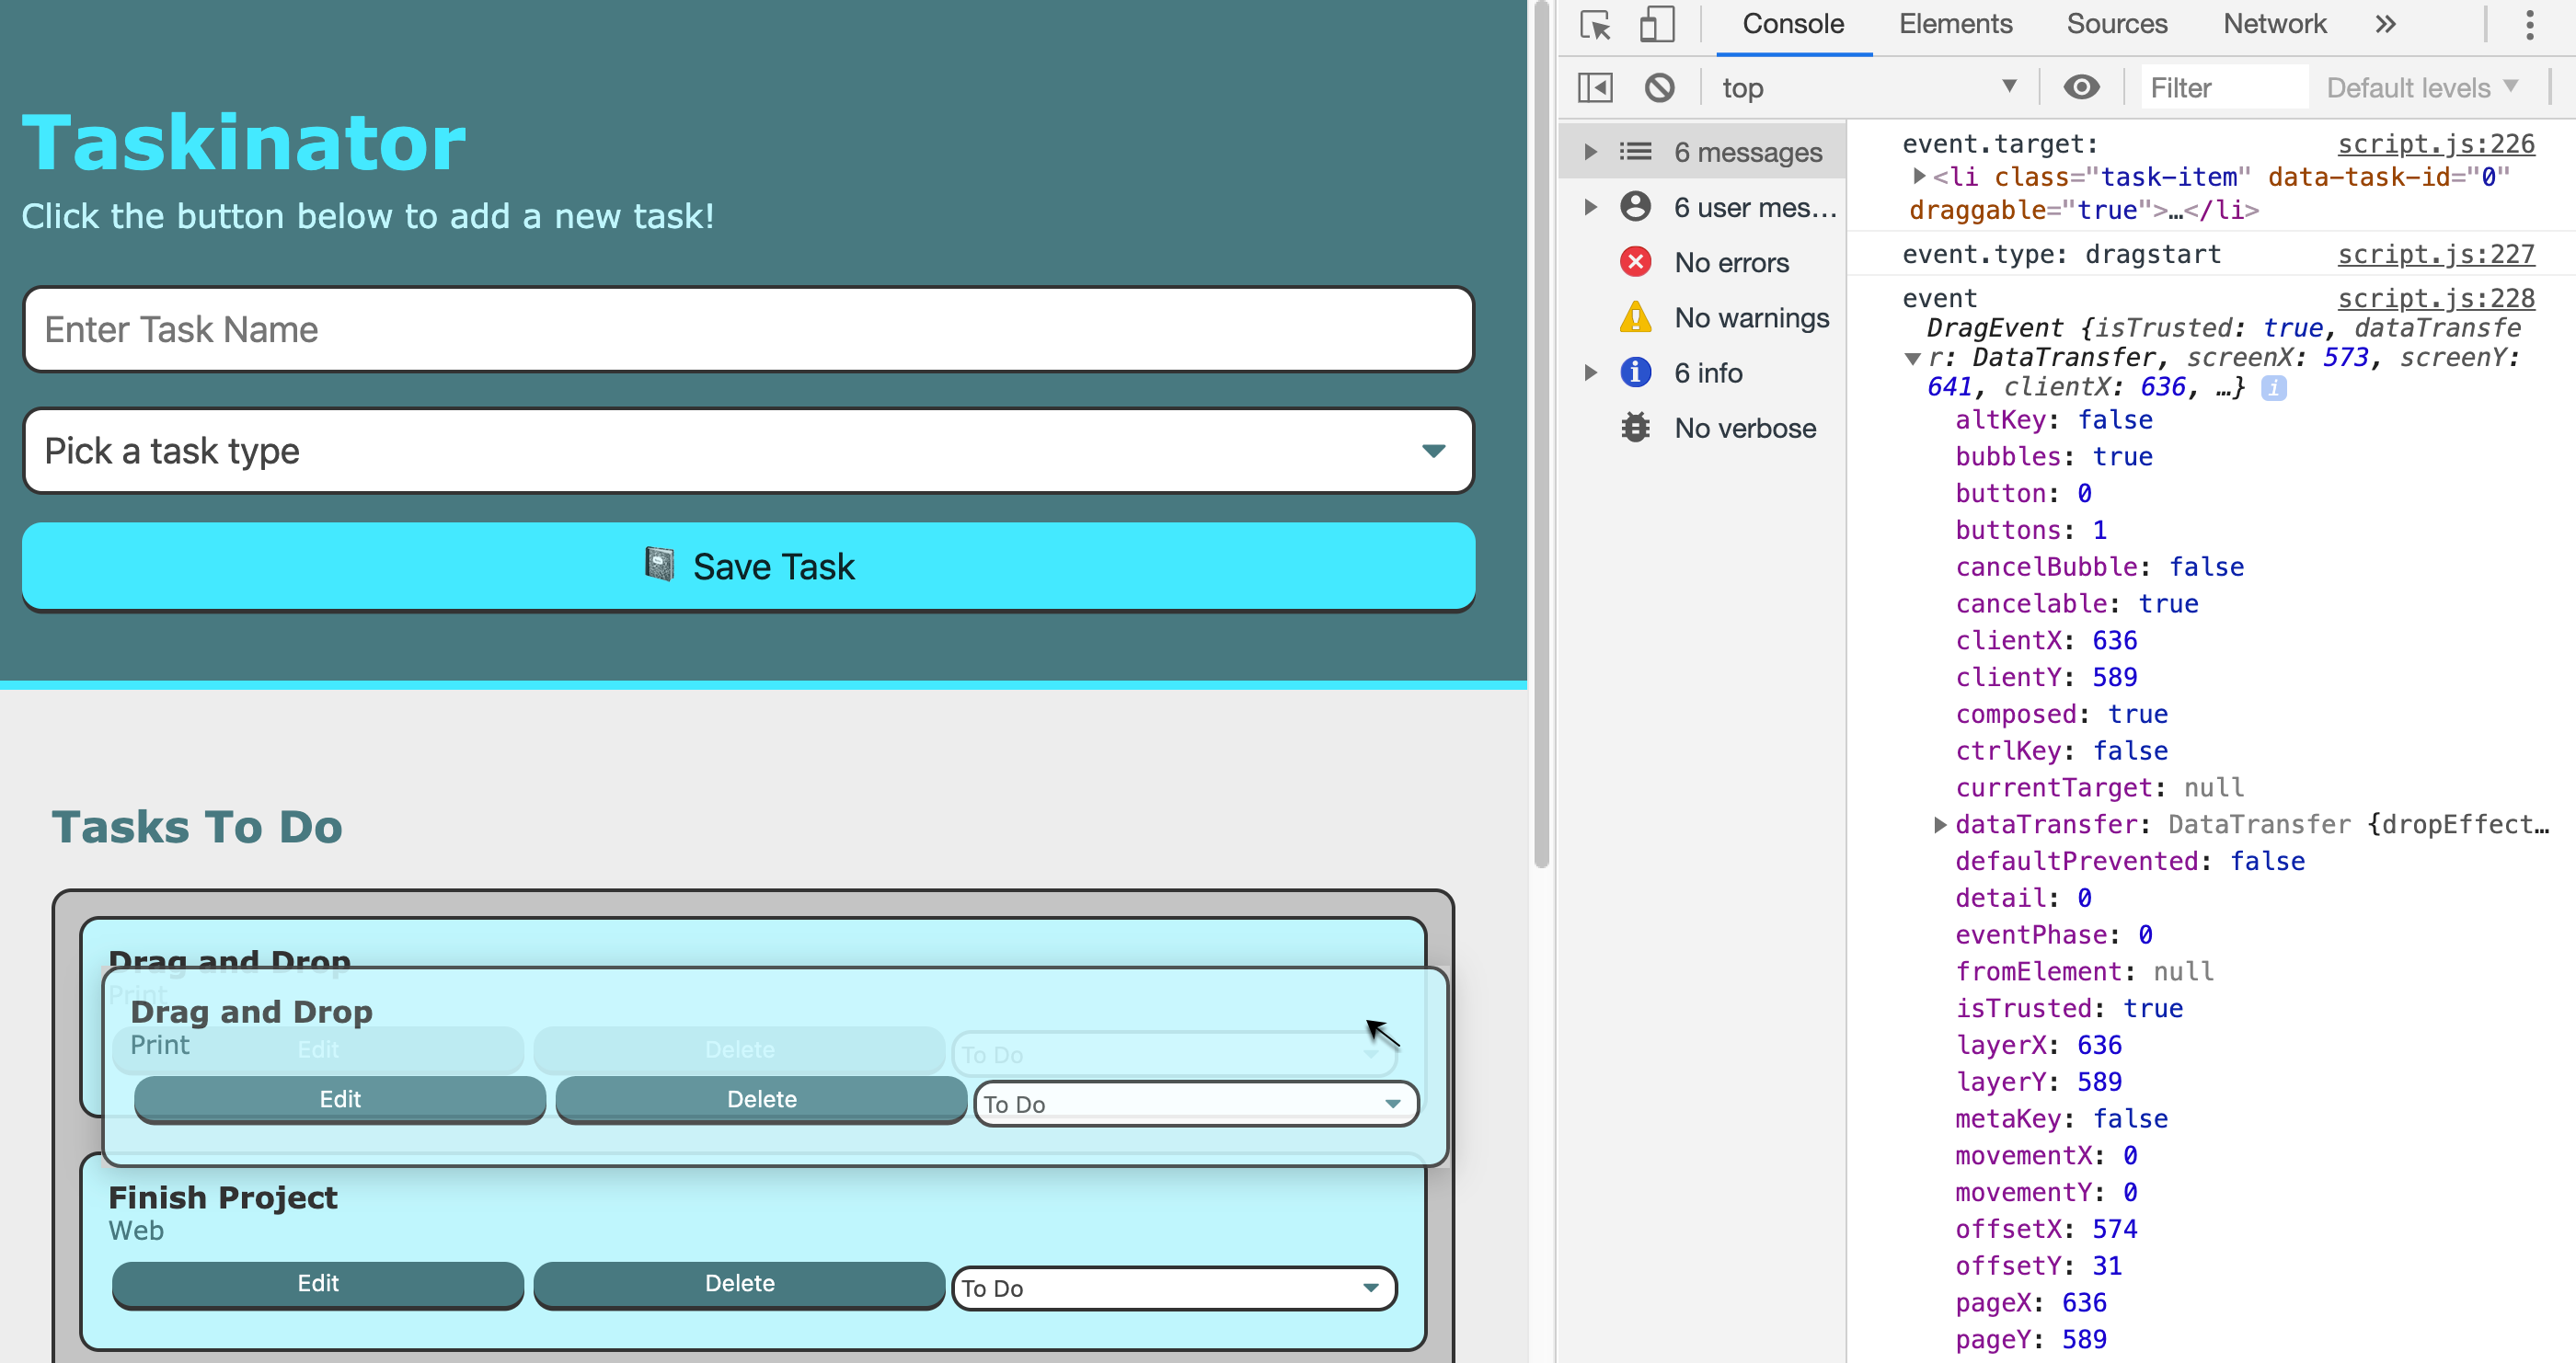 Taskinator
Click the button below to add a new task!
Enter Task Name
Pick a task type
Save Task
Tasks To Do
Drag and Drop
Print
Edit Delete To Do
Drag and Drop
Print
Edit Delete To Do
Finish Project
Web
Edit Delete To Do
Console Elements Sources Network »
top Filter Default levels
6 messages
6 user mes…
No errors
No warnings
6 info
No verbose
event.target: script.js:226
<li class="task-item" data-task-id="0"
draggable="true">…</li>
event.type: dragstart script.js:227
event script.js:228
DragEvent {isTrusted: true, dataTransfe
r: DataTransfer, screenX: 573, screenY:
641, clientX: 636, …} i
altKey: false
bubbles: true
button: 0
buttons: 1
cancelBubble: false
cancelable: true
clientX: 636
clientY: 589
composed: true
ctrlKey: false
currentTarget: null
dataTransfer: DataTransfer {dropEffect…
defaultPrevented: false
detail: 0
eventPhase: 0
fromElement: null
isTrusted: true
layerX: 636
layerY: 589
metaKey: false
movementX: 0
movementY: 0
offsetX: 574
offsetY: 31
pageX: 636
pageY: 589